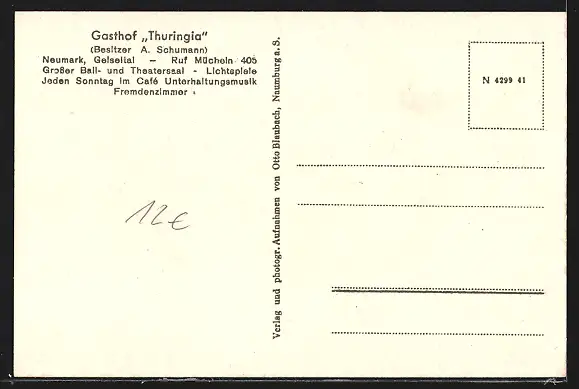 Gasthof „Thuringia"
(Besitzer A. Schumann)
Neumark, Geiseltal – Ruf Mücheln 405
Großer Ball- und Theatersaal - Lichtspiele
Jeden Sonntag im Café Unterhaltungsmusik
Fremdenzimmer
Verlag und photogr. Aufnahmen von Otto Blaubach, Naumburg a. S.
N 4299 41
12€